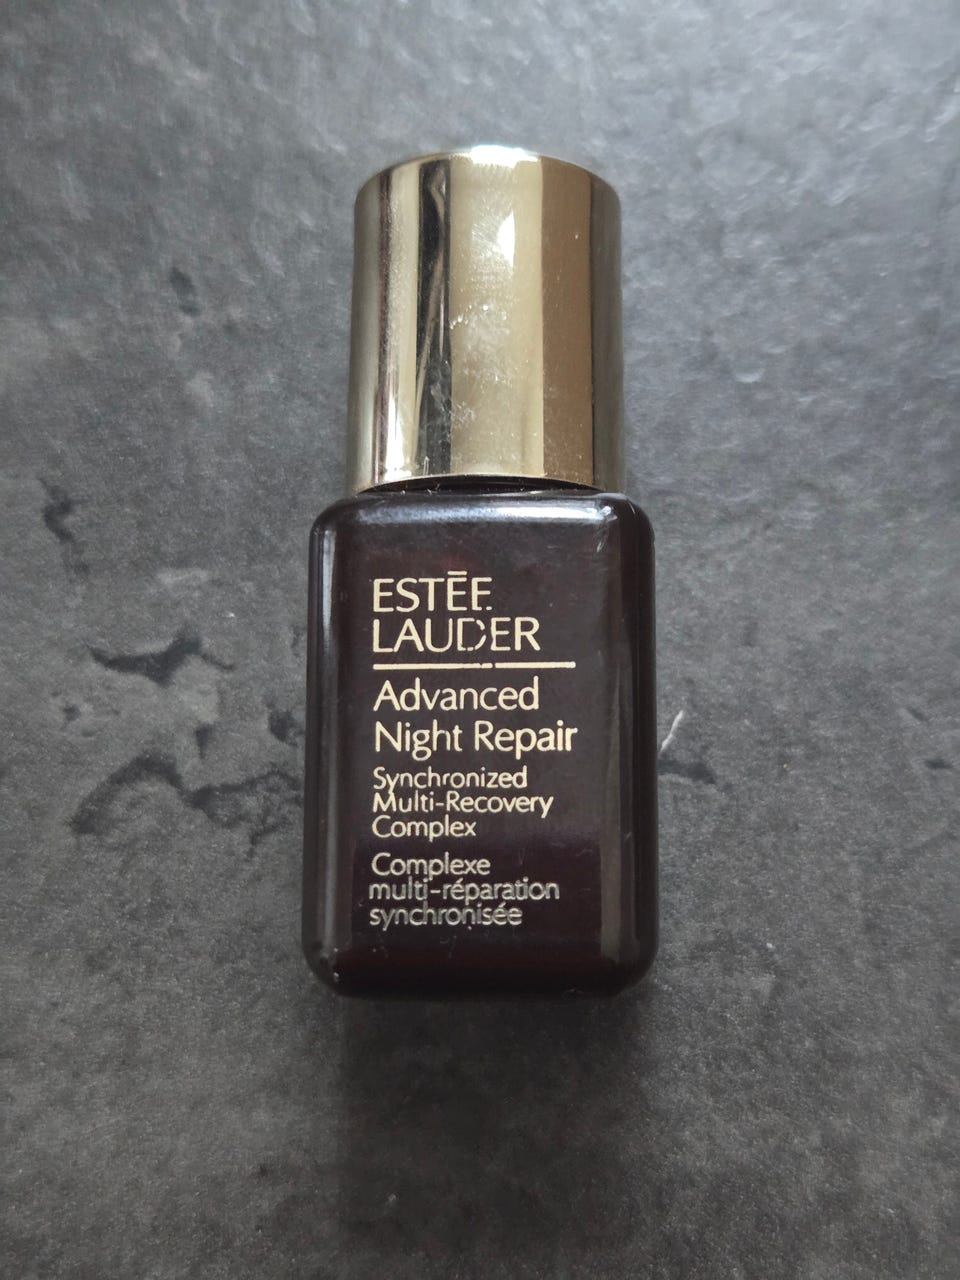 ESTĒE
LAUDER
Advanced
Night Repair
Synchronized
Multi-Recovery
Complex
Complexe
multi-réparation
synchronisée